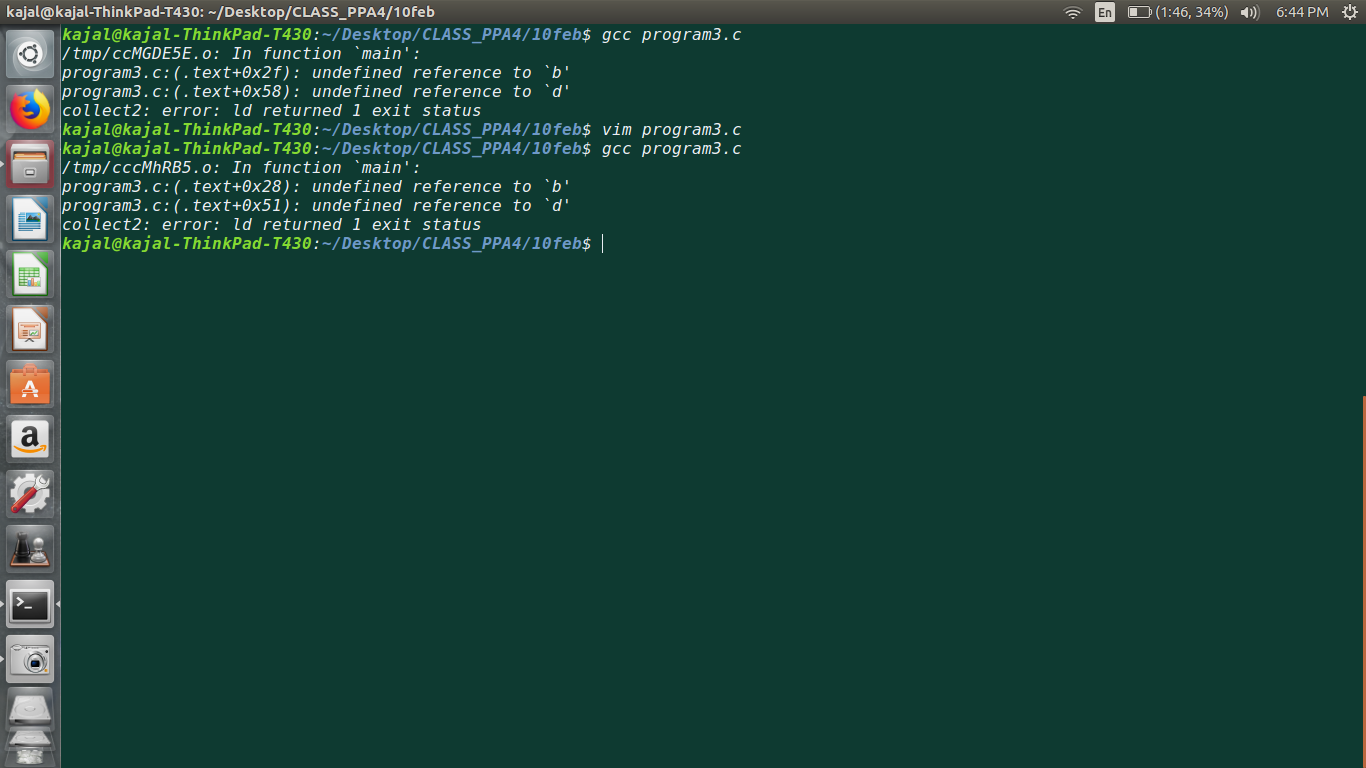 kajal@kajal-ThinkPad-T430: ~/Desktop/CLASS_PPA4/10feb
En (1:46, 34%) 6:44 PM
kajal@kajal-ThinkPad-T430:~/Desktop/CLASS_PPA4/10feb$ gcc program3.c
/tmp/ccMGDE5E.o: In function `main':
program3.c:(.text+0x2f): undefined reference to `b'
program3.c:(.text+0x58): undefined reference to `d'
collect2: error: ld returned 1 exit status
kajal@kajal-ThinkPad-T430:~/Desktop/CLASS_PPA4/10feb$ vim program3.c
kajal@kajal-ThinkPad-T430:~/Desktop/CLASS_PPA4/10feb$ gcc program3.c
/tmp/cccMhRB5.o: In function `main':
program3.c:(.text+0x28): undefined reference to `b'
program3.c:(.text+0x51): undefined reference to `d'
collect2: error: ld returned 1 exit status
kajal@kajal-ThinkPad-T430:~/Desktop/CLASS_PPA4/10feb$